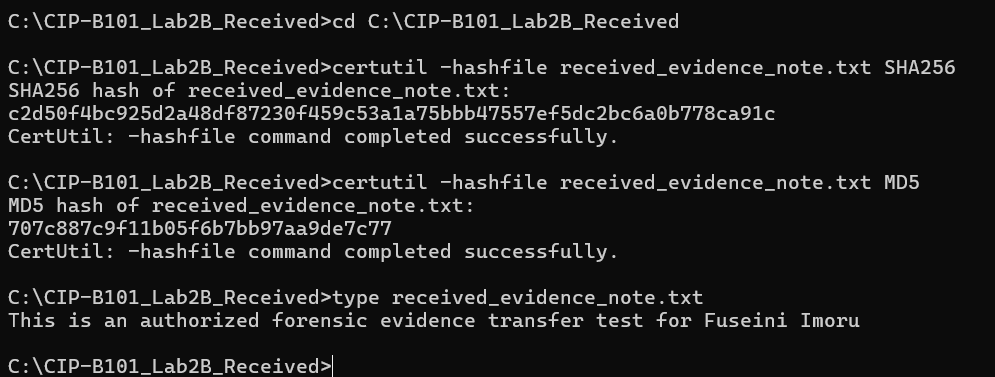 C:\CIP-B101_Lab2B_Received>cd C:\CIP-B101_Lab2B_Received
C:\CIP-B101_Lab2B_Received>certutil -hashfile received_evidence_note.txt SHA256
SHA256 hash of received_evidence_note.txt:
c2d50f4bc925d2a48df87230f459c53a1a75bbb47557ef5dc2bc6a0b778ca91c
CertUtil: -hashfile command completed successfully.
C:\CIP-B101_Lab2B_Received>certutil -hashfile received_evidence_note.txt MD5
MD5 hash of received_evidence_note.txt:
707c887c9f11b05f6b7bb97aa9de7c77
CertUtil: -hashfile command completed successfully.
C:\CIP-B101_Lab2B_Received>type received_evidence_note.txt
This is an authorized forensic evidence transfer test for Fuseini Imoru
C:\CIP-B101_Lab2B_Received>